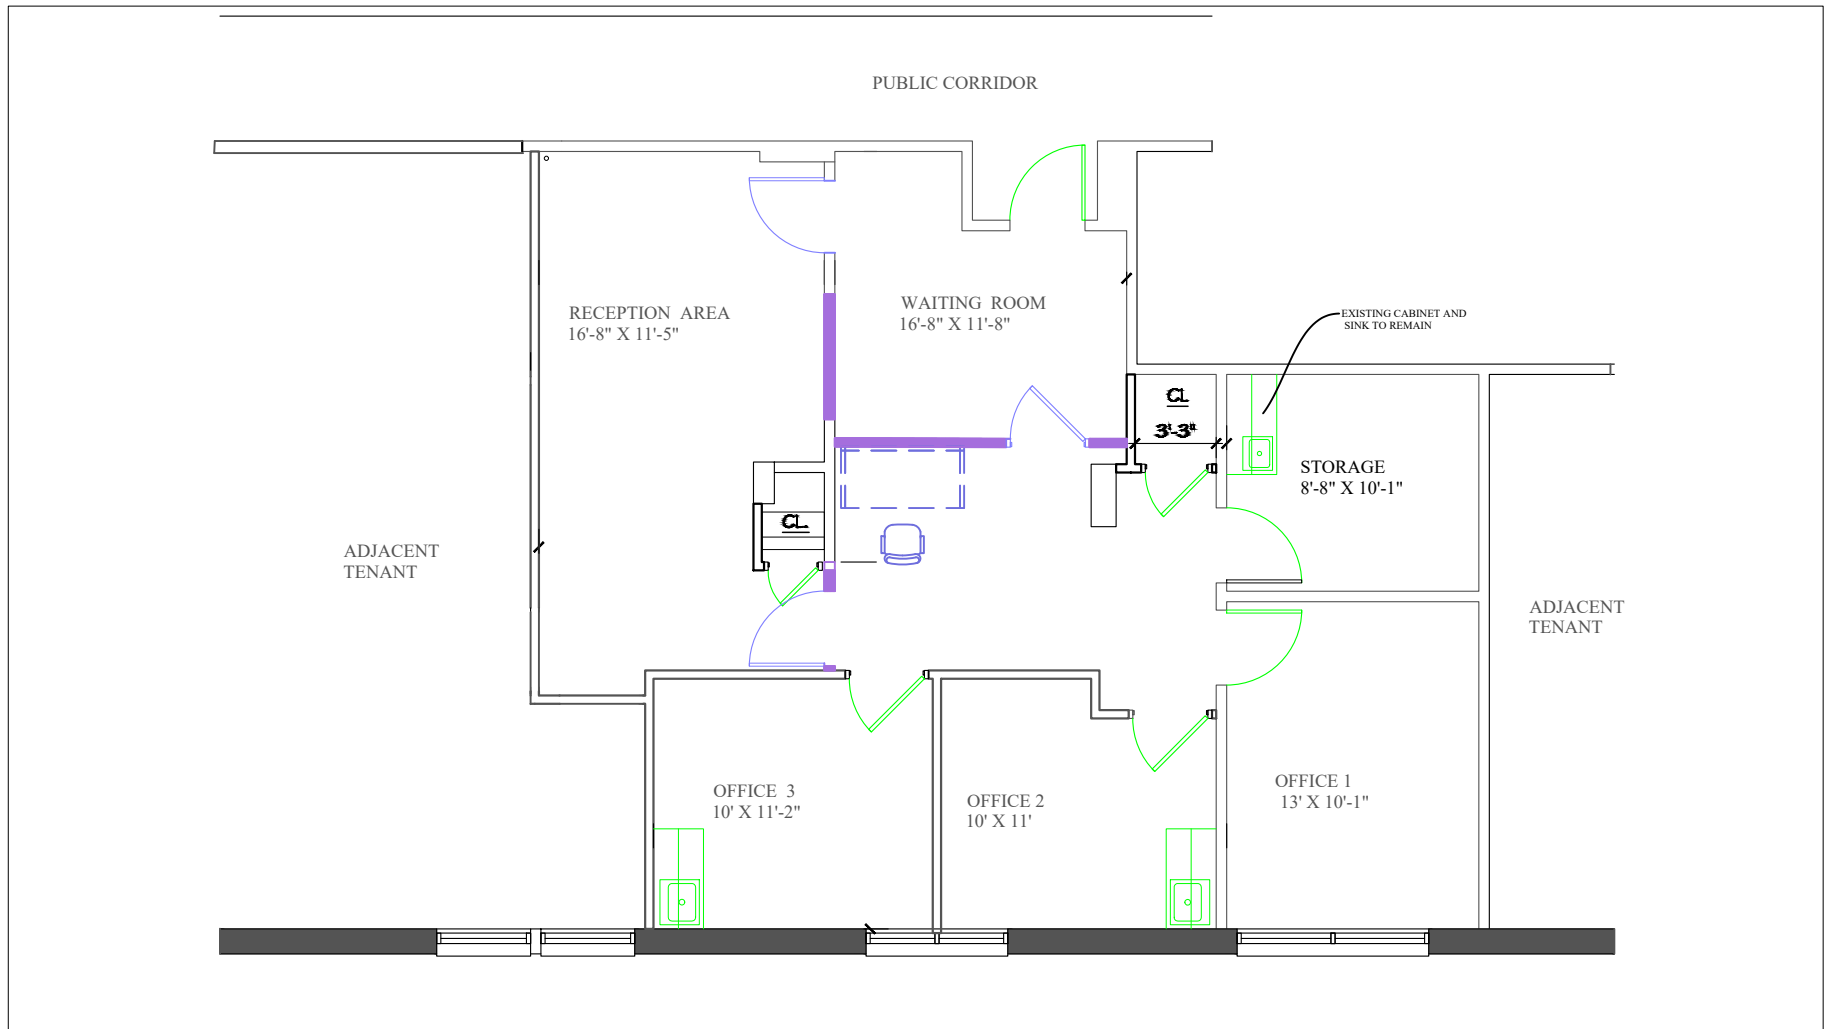 PUBLIC CORRIDOR
RECEPTION AREA
16'-8" X 11'-5"
WAITING ROOM
16'-8" X 11'-8"
EXISTING CABINET AND
SINK TO REMAIN
CL
3'-3"
STORAGE
8'-8" X 10'-1"
CL
ADJACENT
TENANT
ADJACENT
TENANT
OFFICE 3
10' X 11'-2"
OFFICE 2
10' X 11'
OFFICE 1
13' X 10'-1"